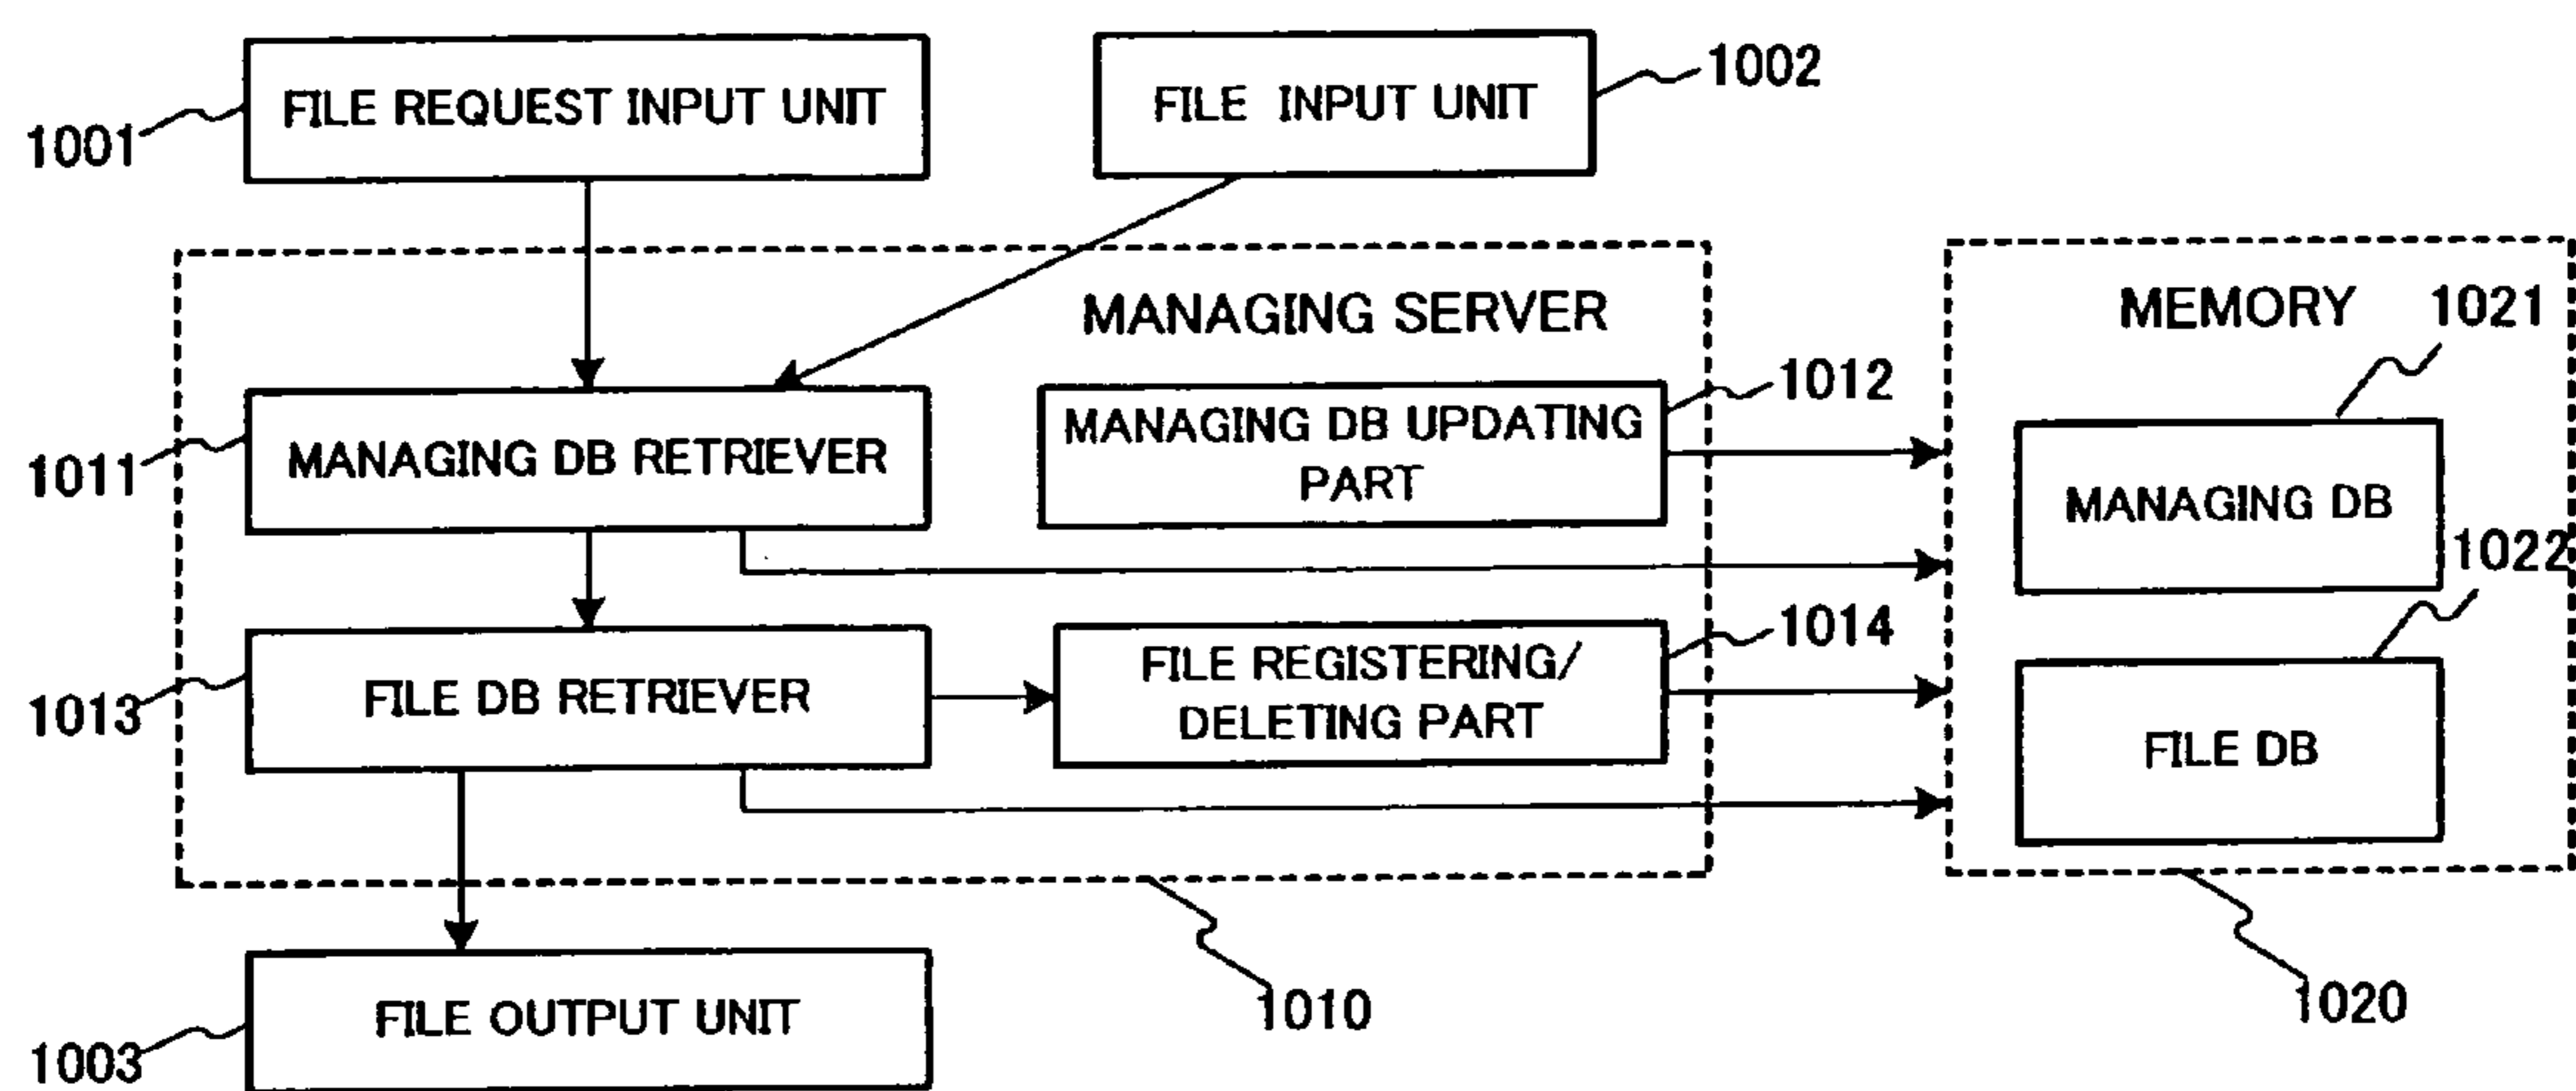 FILE REQUEST INPUT UNIT
1001
FILE INPUT UNIT
1002
MANAGING SERVER
MEMORY
1021
MANAGING DB RETRIEVER
1011
MANAGING DB UPDATING
PART
1012
MANAGING DB
1022
FILE DB RETRIEVER
1013
FILE REGISTERING/
DELETING PART
1014
FILE DB
FILE OUTPUT UNIT
1003
1010
1020